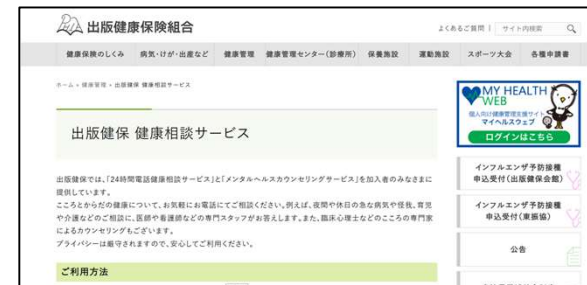 出版健康保険組合
よくあるご質問
サイト内検索
健康保険のしくみ 病気・けが・出産など 健康管理 健康管理センター(診療所) 保養施設 運動施設 スポーツ大会 各種申請書
ホーム > 健康管理 > 出版健保 健康相談サービス
出版健保 健康相談サービス
出版健保では、「24時間電話健康相談サービス」と「メンタルヘルスカウンセリングサービス」を加入者のみなさまに
提供しています。
こころとからだの健康について、お気軽にお電話にてご相談ください。例えば、夜間や休日の急な病気や怪我、育児
や介護などのご相談に、医師や看護師などの専門スタッフがお答えします。また、臨床心理士などのこころの専門家
によるカウンセリングもございます。
プライバシーは厳守されますので、安心してご利用ください。
ご利用方法
MY HEALTH
WEB
個人向け健康管理支援サイト
マイヘルスウェブ
ログインはこちら
インフルエンザ予防接種
申込受付(出版健保会館)
インフルエンザ予防接種
申込受付(東振協)
公告